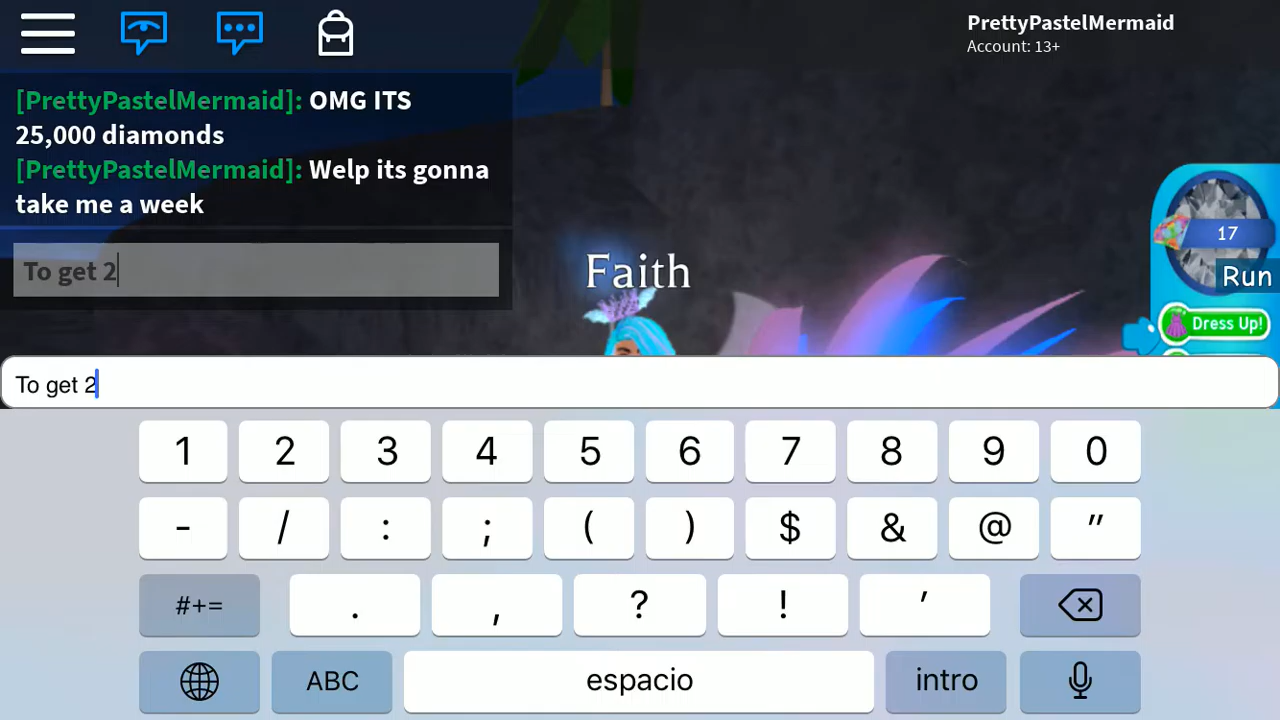 PrettyPastelMermaid
Account: 13+
[PrettyPastelMermaid]: OMG ITS
25,000 diamonds
[PrettyPastelMermaid]: Welp its gonna
take me a week
To get 2
Faith
17
Run
Dress Up!
To get 2
1 2 3 4 5 6 7 8 9 0
- / : ; ( ) $ & @ "
#+= . , ? ! '
ABC espacio intro